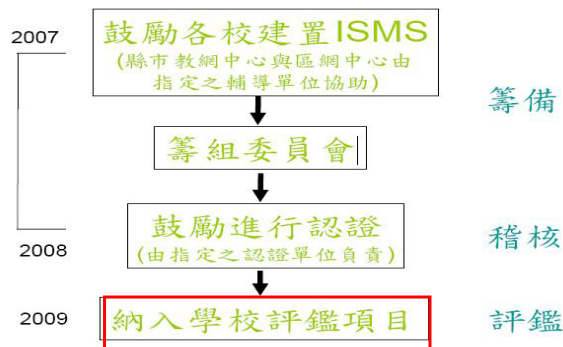 2007
鼓勵各校建置ISMS
(縣市教網中心與區網中心由
指定之輔導單位協助)
籌備
籌組委員會
鼓勵進行認證
(由指定之認證單位負責)
稽核
2008
2009
納入學校評鑑項目
評鑑